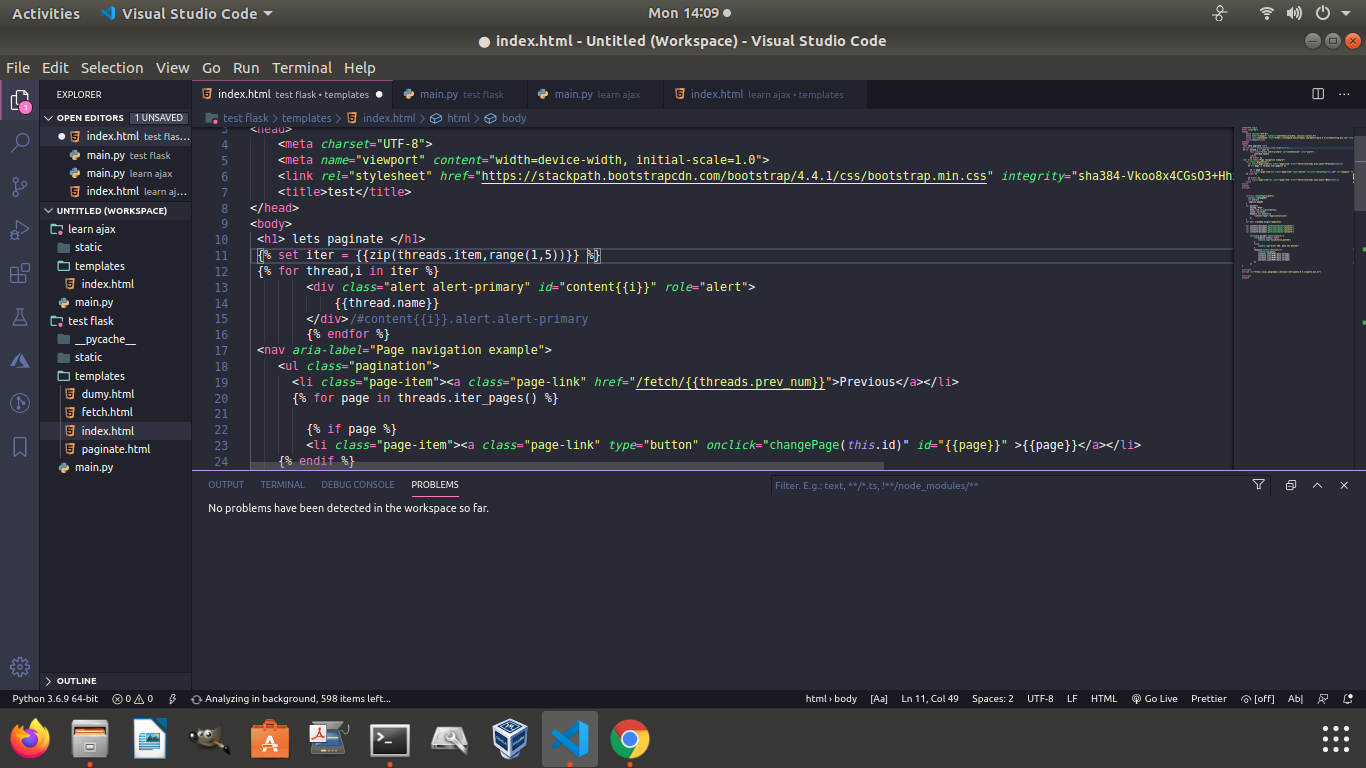 Activities Visual Studio Code Mon 14:09
● index.html - Untitled (Workspace) - Visual Studio Code
File Edit Selection View Go Run Terminal Help
EXPLORER
OPEN EDITORS 1 UNSAVED
index.html test flas...
main.py test flask
main.py learn ajax
index.html learn aj...
UNTITLED (WORKSPACE)
learn ajax
static
templates
index.html
main.py
test flask
__pycache__
static
templates
dumy.html
fetch.html
index.html
paginate.html
main.py
OUTLINE
index.html test flask • templates ●
main.py test flask
main.py learn ajax
index.html learn ajax • templates
test flask > templates > index.html > html > body
3 <head>
4 <meta charset="UTF-8">
5 <meta name="viewport" content="width=device-width, initial-scale=1.0">
6 <link rel="stylesheet" href="https://stackpath.bootstrapcdn.com/bootstrap/4.4.1/css/bootstrap.min.css" integrity="sha384-Vkoo8x4CGsO3+Hh
7 <title>test</title>
8 </head>
9 <body>
10 <h1> lets paginate </h1>
11 {% set iter = {{zip(threads.item,range(1,5))}} %}
12 {% for thread,i in iter %}
13 <div class="alert alert-primary" id="content{{i}}" role="alert">
14 {{thread.name}}
15 </div>/#content{{i}}.alert.alert-primary
16 {% endfor %}
17 <nav aria-label="Page navigation example">
18 <ul class="pagination">
19 <li class="page-item"><a class="page-link" href="/fetch/{{threads.prev_num}}">Previous</a></li>
20 {% for page in threads.iter_pages() %}
21
22 {% if page %}
23 <li class="page-item"><a class="page-link" type="button" onclick="changePage(this.id)" id="{{page}}" >{{page}}</a></li>
24 {% endif %}
OUTPUT TERMINAL DEBUG CONSOLE PROBLEMS
Filter. E.g.: text, **/*.ts, !**/node_modules/**
No problems have been detected in the workspace so far.
Python 3.6.9 64-bit 0 0 Analyzing in background, 598 items left... html › body [Aa] Ln 11, Col 49 Spaces: 2 UTF-8 LF HTML Go Live Prettier [off] Ab|